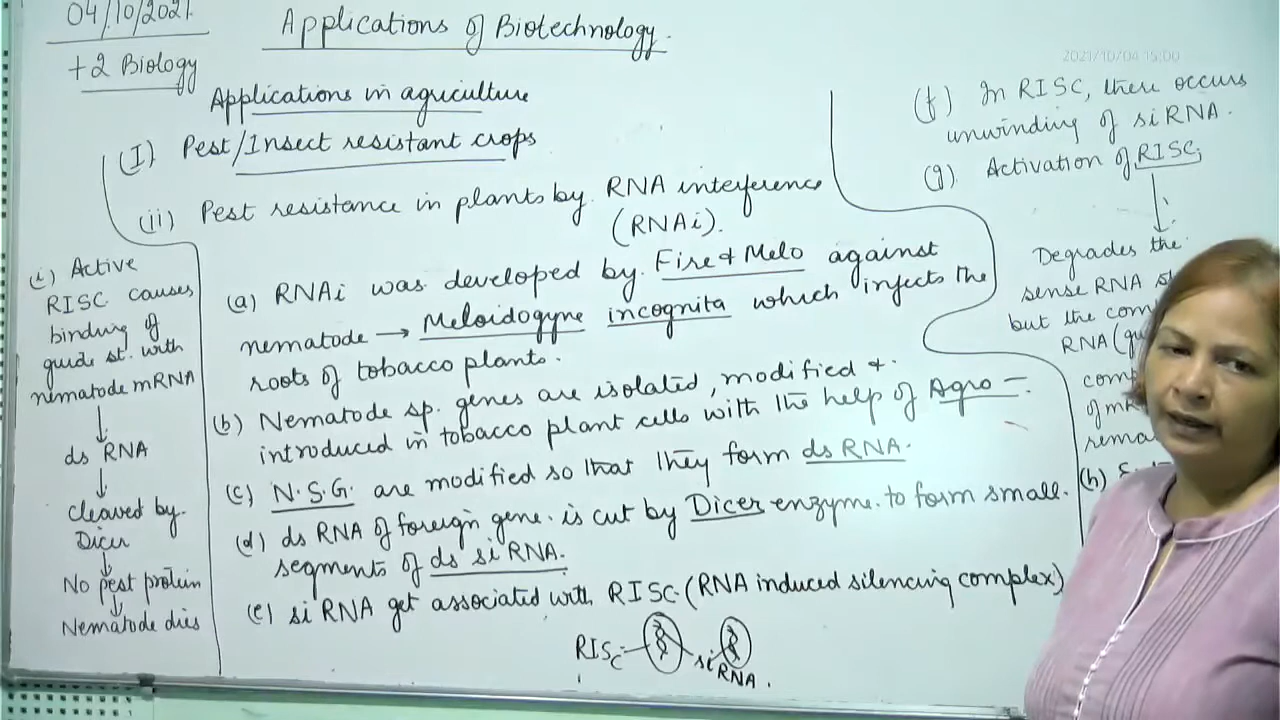 04/10/2021
+2 Biology
Applications of Biotechnology.
2021/10/04 15:00
Applications in agriculture
(I) Pest/Insect resistant crops
(ii) Pest resistance in plants by RNA interference
(RNAi).
(a) RNAi was developed by Fire & Melo against
nematode → Meloidogyne incognita which infects the
roots of tobacco plants.
(b) Nematode sp. genes are isolated, modified &
introduced in tobacco plant cells with the help of Agro –.
(c) N.S.G. are modified so that they form ds RNA.
(d) ds RNA of foreign gene is cut by Dicer enzyme to form small
segments of ds siRNA.
(e) siRNA get associated with RISC (RNA induced silencing complex)
RISC
siRNA.
(f) In RISC, there occurs
unwinding of siRNA.
(g) Activation of RISC.
Degrades the
sense RNA
but the
RNA
of
(h)
(i) Active
RISC causes
binding of
guide st. with
nematode mRNA
↓
ds RNA
↓
cleaved by
Dicer
↓
No pest protein
↓
Nematode dies